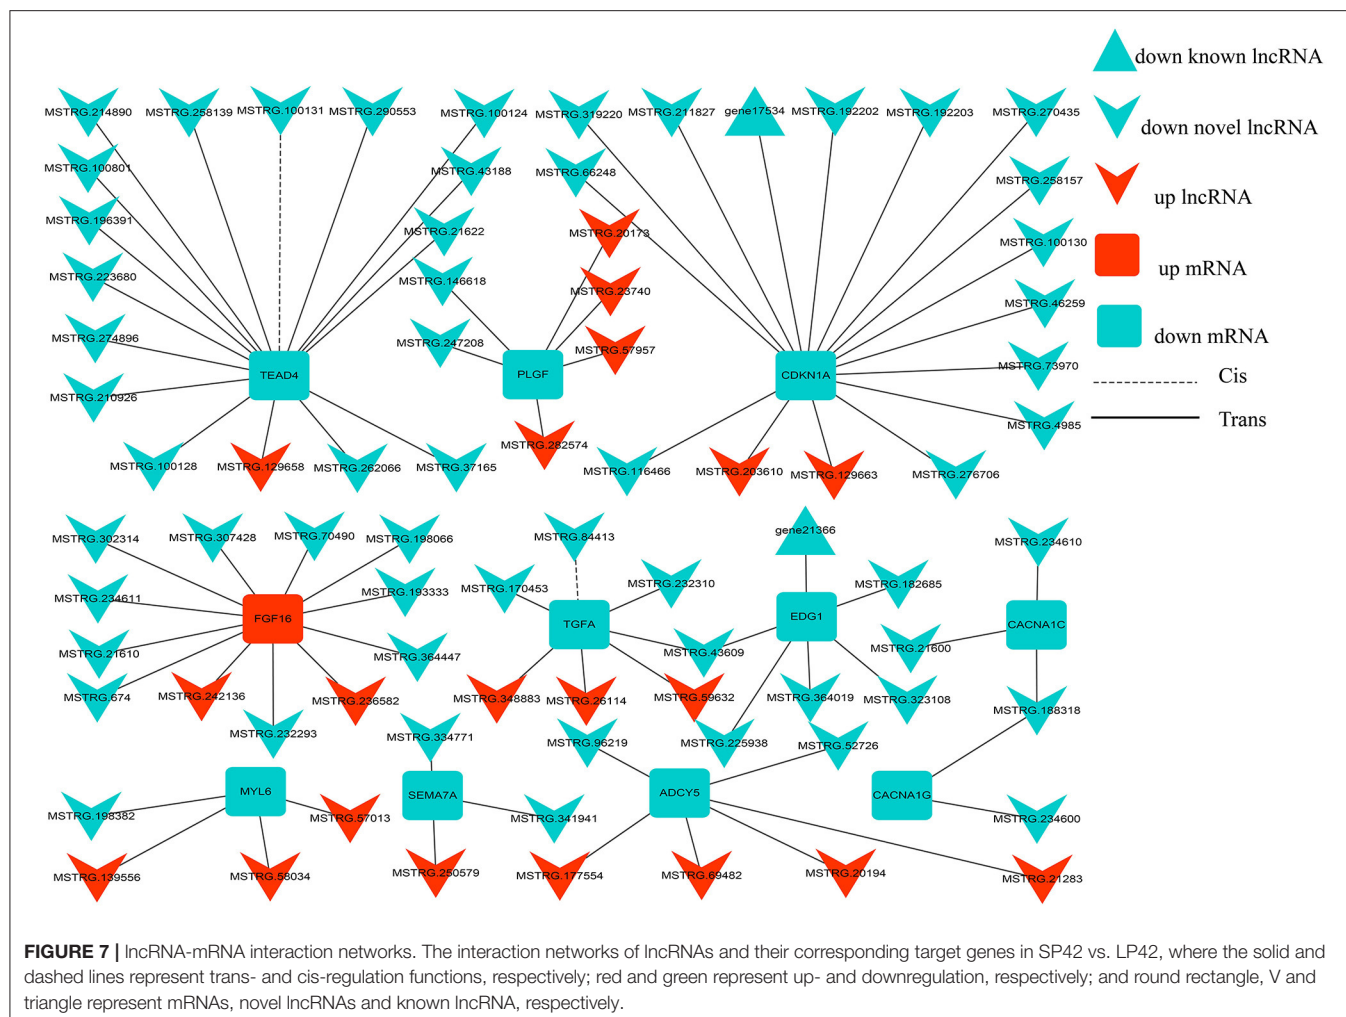 MSTRG.214890
MSTRG.258139
MSTRG.100131
MSTRG.290553
MSTRG.100124
MSTRG.319220
MSTRG.211827
gene17534
MSTRG.192202
MSTRG.192203
MSTRG.270435
MSTRG.100801
MSTRG.43188
MSTRG.66248
MSTRG.258157
MSTRG.196391
MSTRG.21622
MSTRG.20173
MSTRG.100130
MSTRG.223680
MSTRG.146618
MSTRG.23740
MSTRG.46259
MSTRG.274896
MSTRG.247208
MSTRG.57957
MSTRG.73970
TEAD4
PLGF
CDKN1A
MSTRG.210926
MSTRG.4985
MSTRG.100128
MSTRG.129658
MSTRG.262066
MSTRG.37165
MSTRG.282574
MSTRG.116466
MSTRG.203610
MSTRG.129663
MSTRG.276706
down known lncRNA
down novel lncRNA
up lncRNA
up mRNA
down mRNA
Cis
Trans
MSTRG.302314
MSTRG.307428
MSTRG.70490
MSTRG.198066
MSTRG.84413
gene21366
MSTRG.234610
MSTRG.234611
MSTRG.193333
MSTRG.170453
MSTRG.232310
MSTRG.182685
FGF16
TGFA
EDG1
CACNA1C
MSTRG.21610
MSTRG.364447
MSTRG.43609
MSTRG.21600
MSTRG.674
MSTRG.242136
MSTRG.236582
MSTRG.348883
MSTRG.26114
MSTRG.59632
MSTRG.364019
MSTRG.323108
MSTRG.188318
MSTRG.232293
MSTRG.334771
MSTRG.96219
MSTRG.225938
MSTRG.52726
MYL6
SEMA7A
ADCY5
CACNA1G
MSTRG.198382
MSTRG.57013
MSTRG.341941
MSTRG.234600
MSTRG.139556
MSTRG.58034
MSTRG.250579
MSTRG.177554
MSTRG.69482
MSTRG.20194
MSTRG.21283
FIGURE 7 | lncRNA-mRNA interaction networks. The interaction networks of lncRNAs and their corresponding target genes in SP42 vs. LP42, where the solid and
dashed lines represent trans- and cis-regulation functions, respectively; red and green represent up- and downregulation, respectively; and round rectangle, V and
triangle represent mRNAs, novel lncRNAs and known lncRNA, respectively.